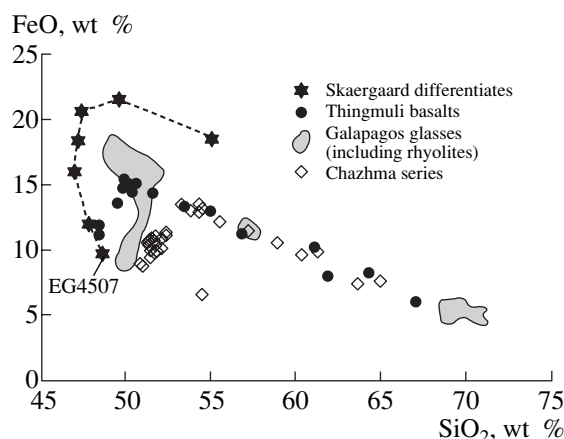 FeO, wt %
25
20
15
10
5
0
Skaergaard differentiates
Thingmuli basalts
Galapagos glasses
(including rhyolites)
Chazhma series
EG4507
45 50 55 60 65 70 75
SiO2, wt %